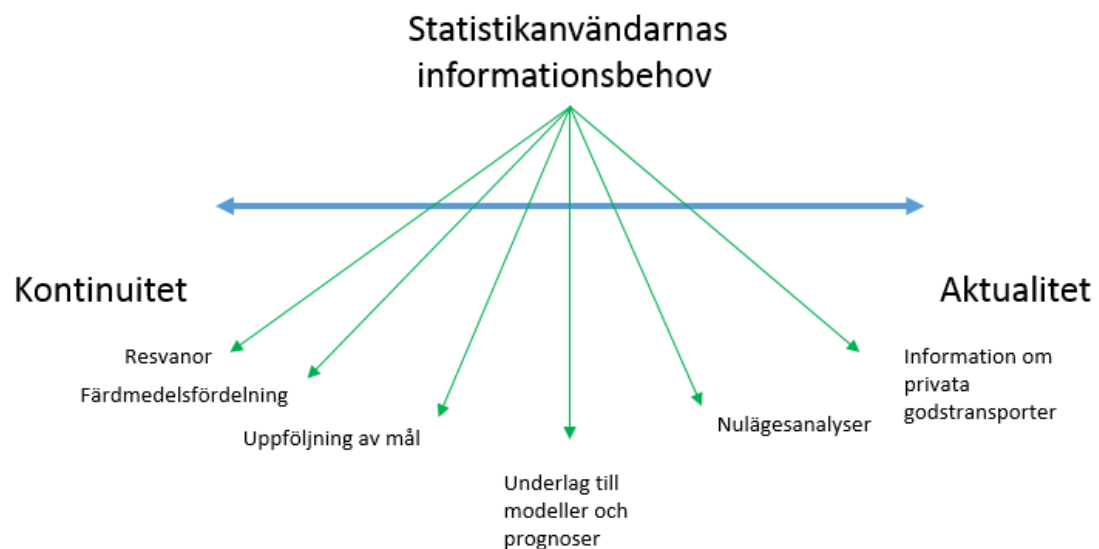 Statistikanvändarnas
informationsbehov
Kontinuitet
Aktualitet
Resvanor
Färdmedelsfördelning
Uppföljning av mål
Underlag till
modeller och
prognoser
Nulägesanalyser
Information om
privata
godstransporter